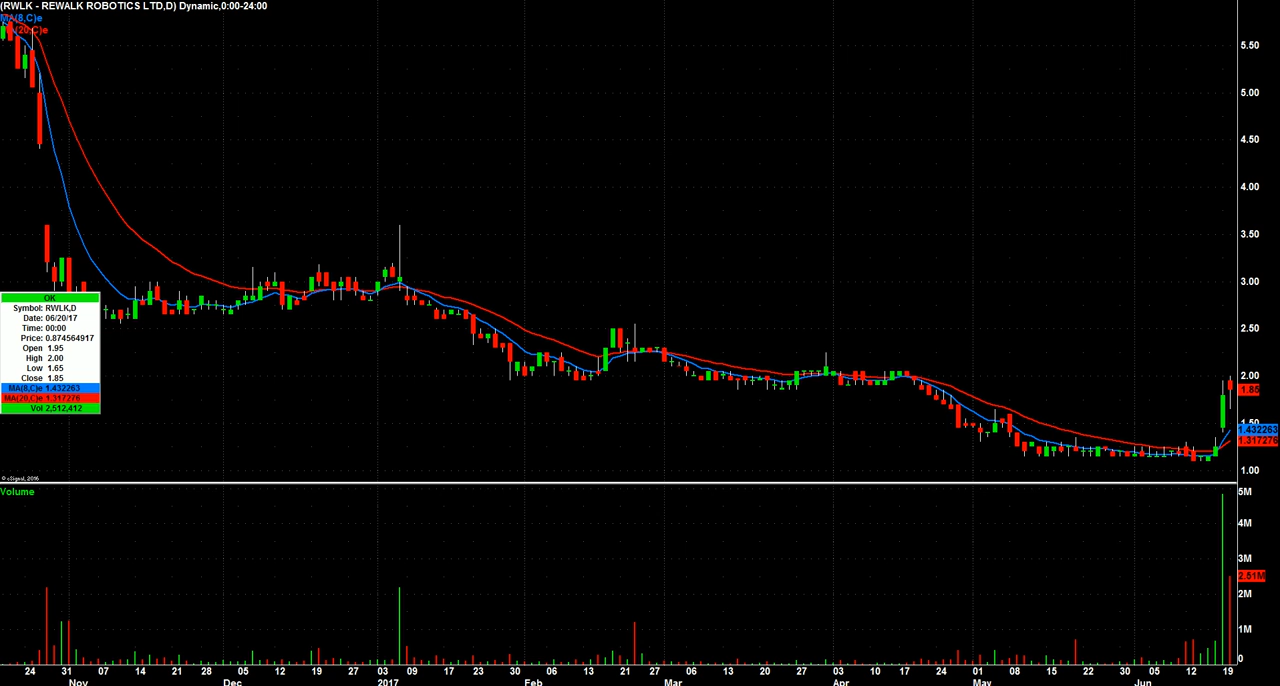 (RWLK - REWALK ROBOTICS LTD,D) Dynamic,0:00-24:00
MA(8,C)e
(20,C)e
5.50
5.00
4.50
4.00
3.50
3.00
2.50
2.00
1.85
1.50
1.432263
1.317276
1.00
OK
Symbol: RWLK,D
Date: 06/20/17
Time: 00:00
Price: 0.874564917
Open 1.95
High 2.00
Low 1.65
Close 1.85
MA(8,C)e 1.432263
MA(20,C)e 1.317276
Vol 2,512,412
© eSignal, 2016
Volume
5M
4M
3M
2.51M
2M
1M
0
24 31 07 14 21 28 05 12 19 27 03 09 17 23 30 06 13 21 27 06 13 20 27 03 10 17 24 01 08 15 22 30 05 12 19
Nov Dec 2017 Feb Mar Apr May Jun